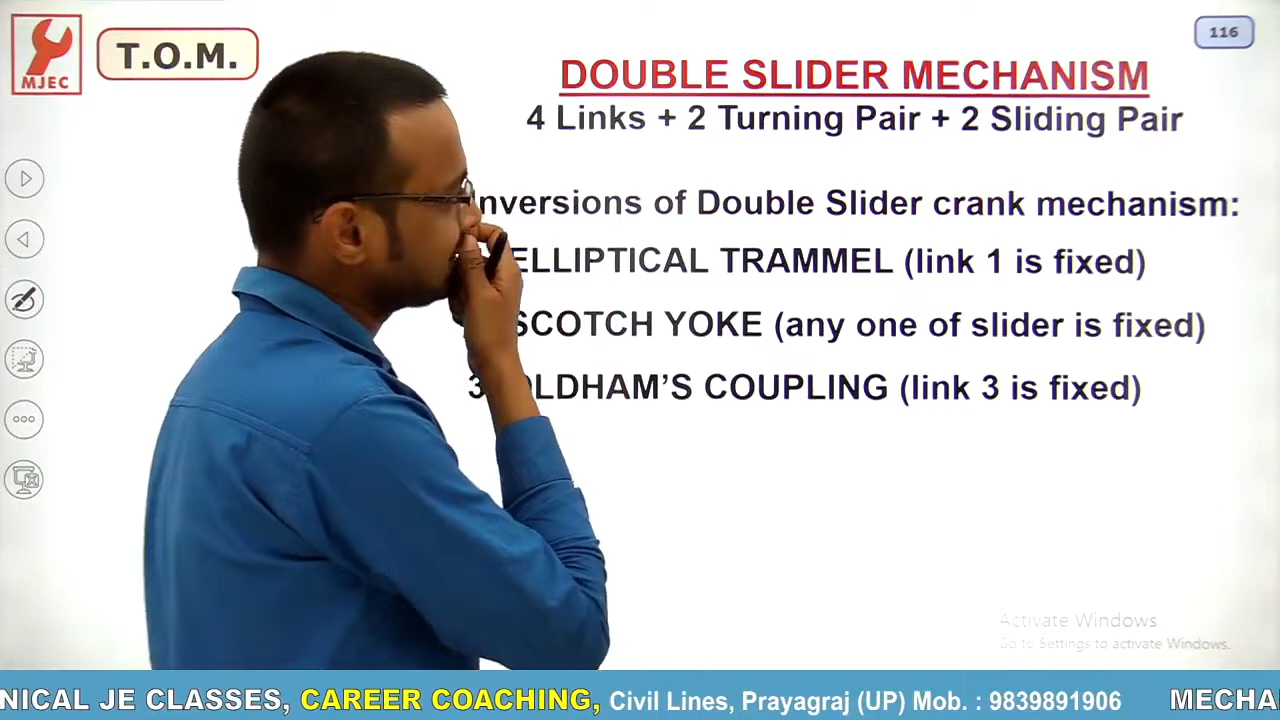 MJEC
T.O.M.
116
DOUBLE SLIDER MECHANISM
4 Links + 2 Turning Pair + 2 Sliding Pair
Inversions of Double Slider crank mechanism:
ELLIPTICAL TRAMMEL (link 1 is fixed)
SCOTCH YOKE (any one of slider is fixed)
3 OLDHAM’S COUPLING (link 3 is fixed)
Activate Windows
Go to Settings to activate Windows.
NICAL JE CLASSES, CAREER COACHING, Civil Lines, Prayagraj (UP) Mob. : 9839891906 MECHA